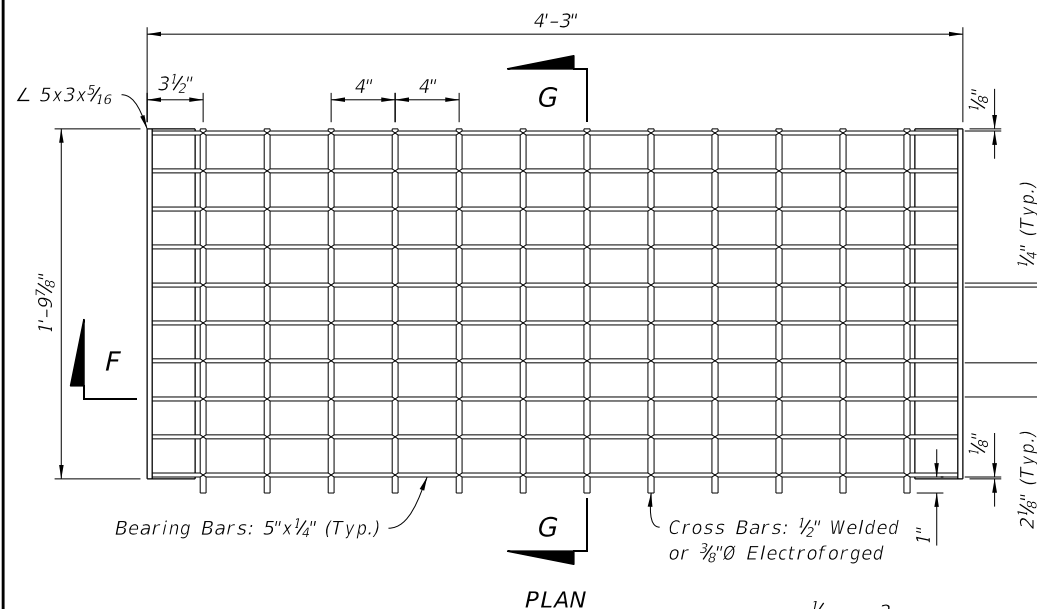 4'-3"
3½" 4" 4" G ⅛"
∠ 5x3x5⁄16
¼" (Typ.)
1'-9⅞"
F
⅛"
2⅛" (Typ.)
1"
Bearing Bars: 5"x¼" (Typ.)
G
Cross Bars: ½" Welded
or ⅜"Ø Electroforged
PLAN